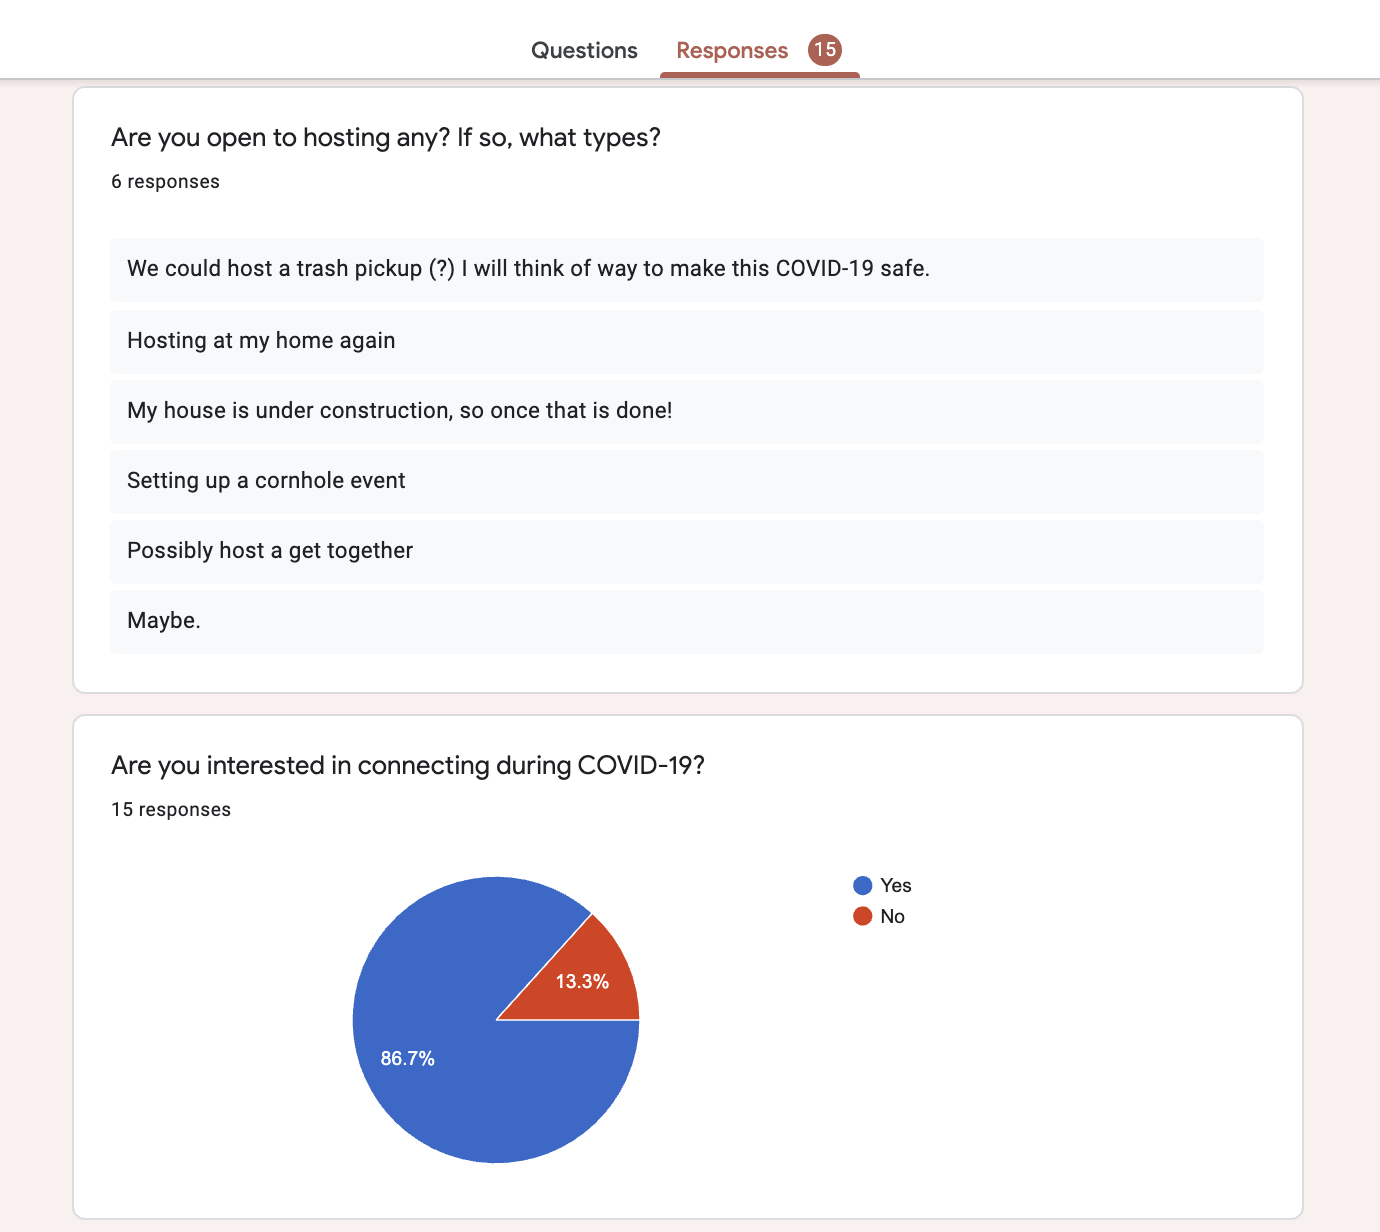 Questions Responses 15
Are you open to hosting any? If so, what types?
6 responses
We could host a trash pickup (?) I will think of way to make this COVID-19 safe.
Hosting at my home again
My house is under construction, so once that is done!
Setting up a cornhole event
Possibly host a get together
Maybe.
Are you interested in connecting during COVID-19?
15 responses
Yes
No
13.3%
86.7%